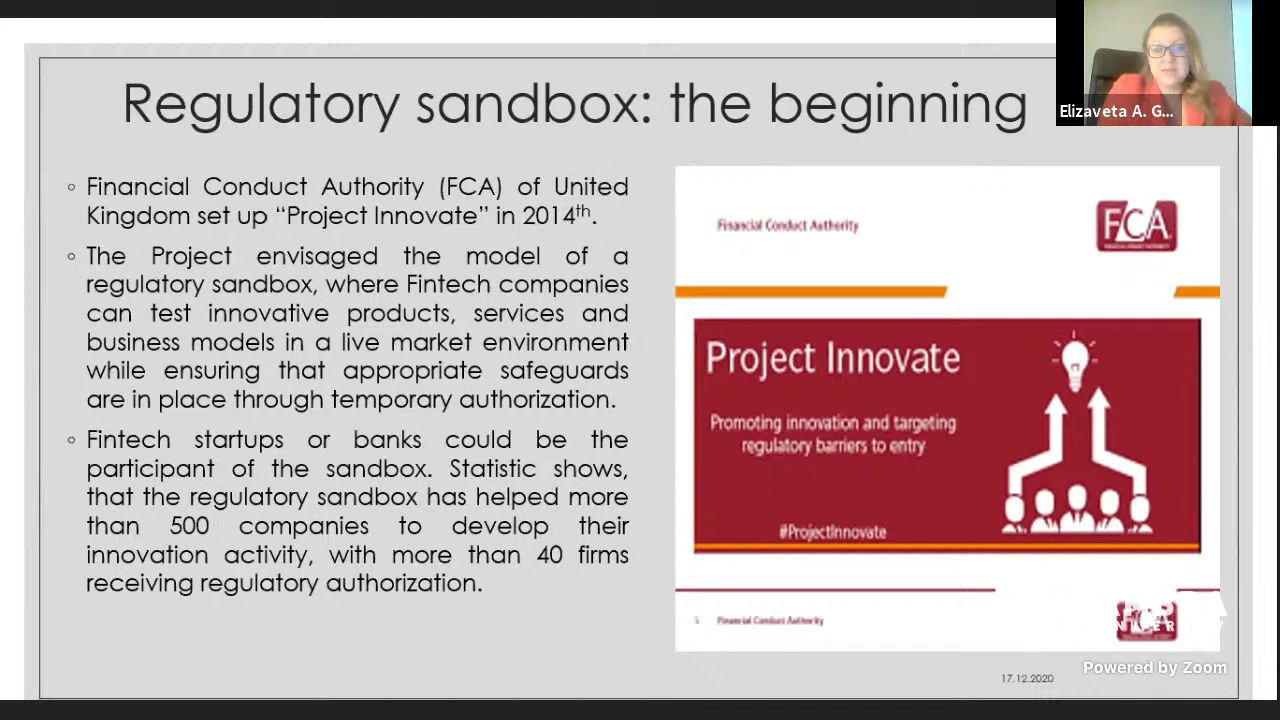 Regulatory sandbox: the beginning
Elizaveta A. G...
◦ Financial Conduct Authority (FCA) of United
Kingdom set up “Project Innovate” in 2014th.
◦ The Project envisaged the model of a
regulatory sandbox, where Fintech companies
can test innovative products, services and
business models in a live market environment
while ensuring that appropriate safeguards
are in place through temporary authorization.
◦ Fintech startups or banks could be the
participant of the sandbox. Statistic shows,
that the regulatory sandbox has helped more
than 500 companies to develop their
innovation activity, with more than 40 firms
receiving regulatory authorization.
Financial Conduct Authority
FCA
FINANCIAL CONDUCT AUTHORITY
Project Innovate
Promoting innovation and targeting
regulatory barriers to entry
#ProjectInnovate
Financial Conduct Authority
Powered by Zoom
17.12.2020